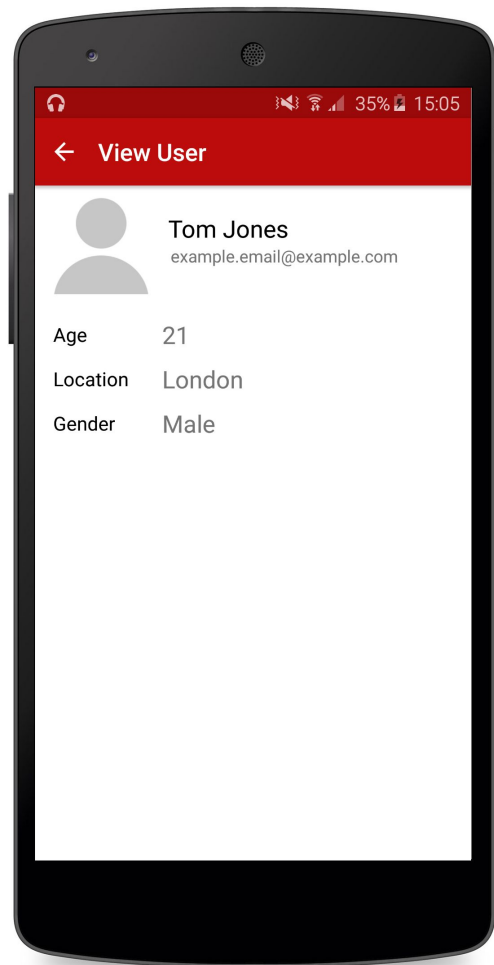 35% 15:05
View User
Tom Jones
example.email@example.com
Age 21
Location London
Gender Male